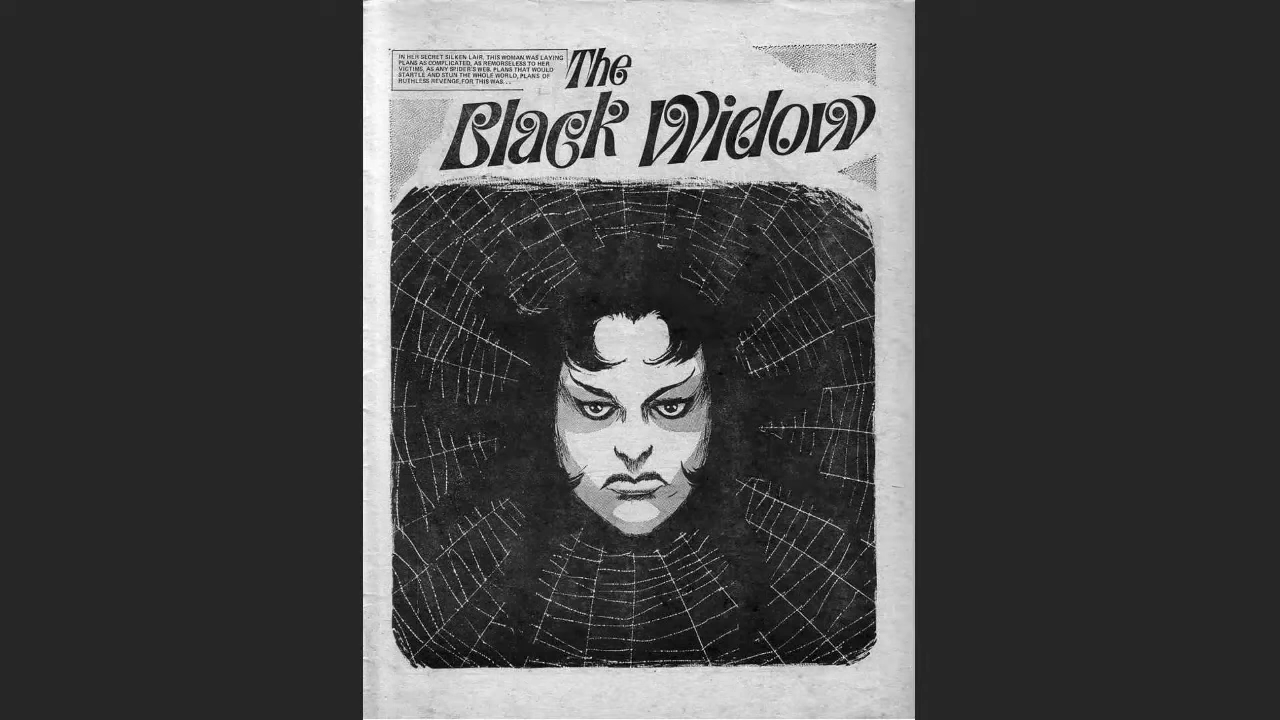 IN HER SECRET SILKEN LAIR, THIS WOMAN WAS LAYING
PLANS AS COMPLICATED, AS REMORSELESS TO HER
VICTIMS, AS ANY SPIDER'S WEB. PLANS THAT WOULD
STARTLE AND STUN THE WHOLE WORLD, PLANS OF
RUTHLESS REVENGE, FOR THIS WAS...
The
Black Widow